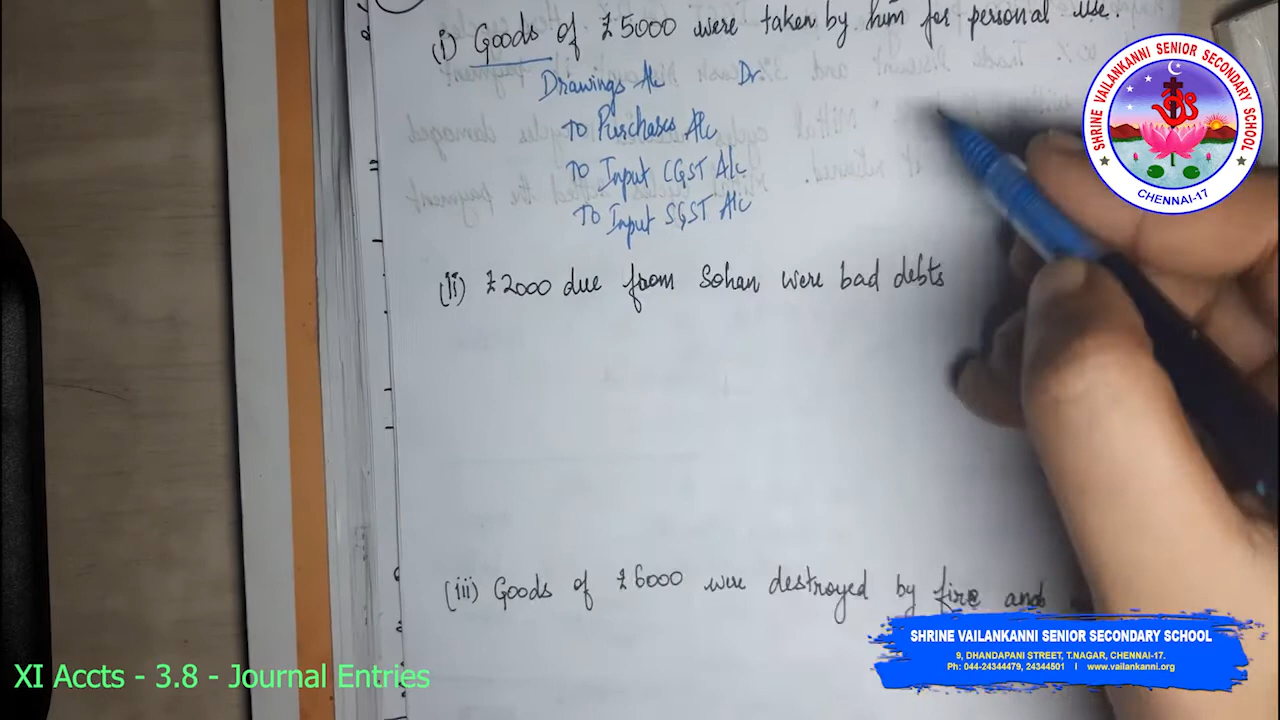 (i) Goods of ₹5000 were taken by him for personal use.
Drawings A/c Dr.
To Purchases A/c
To Input CGST A/c
To Input SGST A/c
(ii) ₹2000 due from Sohan were bad debts
(iii) Goods of ₹6000 were destroyed by fire and
SHRINE VAILANKANNI SENIOR SECONDARY SCHOOL
CHENNAI-17
SHRINE VAILANKANNI SENIOR SECONDARY SCHOOL
9, DHANDAPANI STREET, T.NAGAR, CHENNAI-17.
Ph: 044-24344479, 24344501 I www.vailankanni.org
XI Accts - 3.8 - Journal Entries